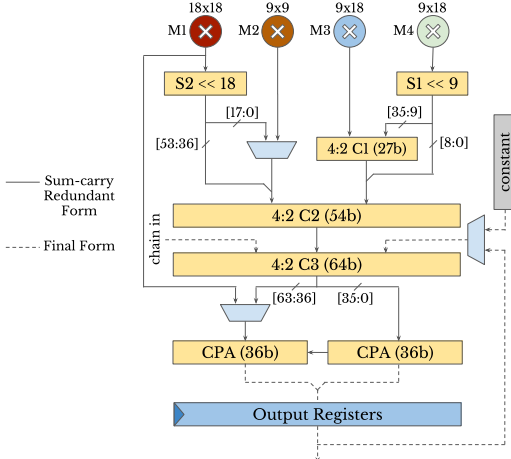 18x18
9x9
9x18
9x18
M1
M2
M3
M4
S2 << 18
S1 << 9
[17:0]
[35:9]
[53:36]
[8:0]
4:2 C1 (27b)
constant
Sum-carry
Redundant
Form
Final Form
chain in
4:2 C2 (54b)
4:2 C3 (64b)
[63:36]
[35:0]
CPA (36b)
CPA (36b)
Output Registers